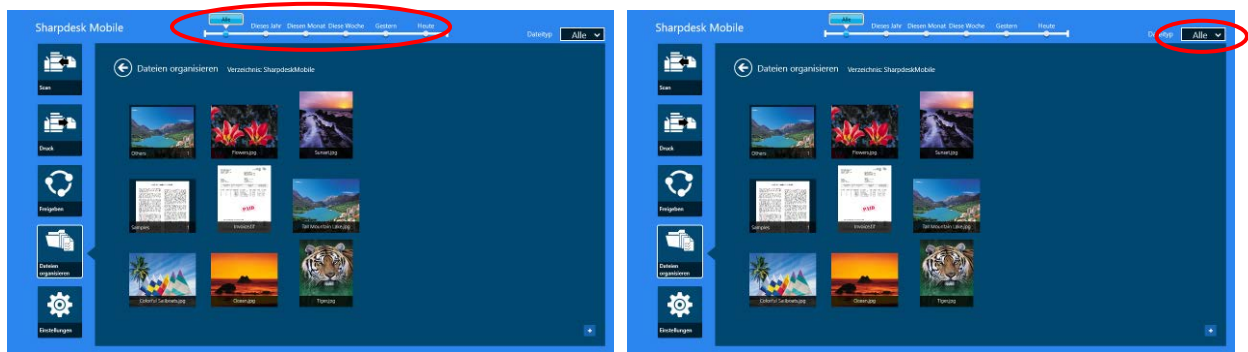 Sharpdesk Mobile
Alle
Dieses Jahr Diesen Monat Diese Woche Gestern Heute
Dateityp Alle
Dateien organisieren Verzeichnis: SharpdeskMobile
Scan
Druck
Freigeben
Dateien organisieren
Einstellungen
Others 1
Flowers.jpg
Sunset.jpg
Samples 1
Tall Mountain Lake.jpg
Colorful Sailboats.jpg
Ocean.jpg
Tiger.jpg
Sharpdesk Mobile
Alle
Dieses Jahr Diesen Monat Diese Woche Gestern Heute
Dateityp Alle
Dateien organisieren Verzeichnis: SharpdeskMobile
Scan
Druck
Freigeben
Dateien organisieren
Einstellungen
Others 1
Flowers.jpg
Sunset.jpg
Samples 1
Tall Mountain Lake.jpg
Colorful Sailboats.jpg
Ocean.jpg
Tiger.jpg